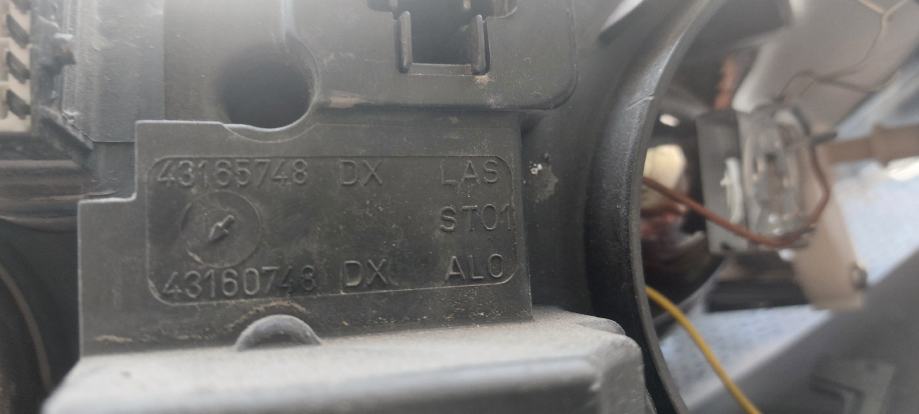 43165748 DX LAS
ST01
43160748 DX ALO